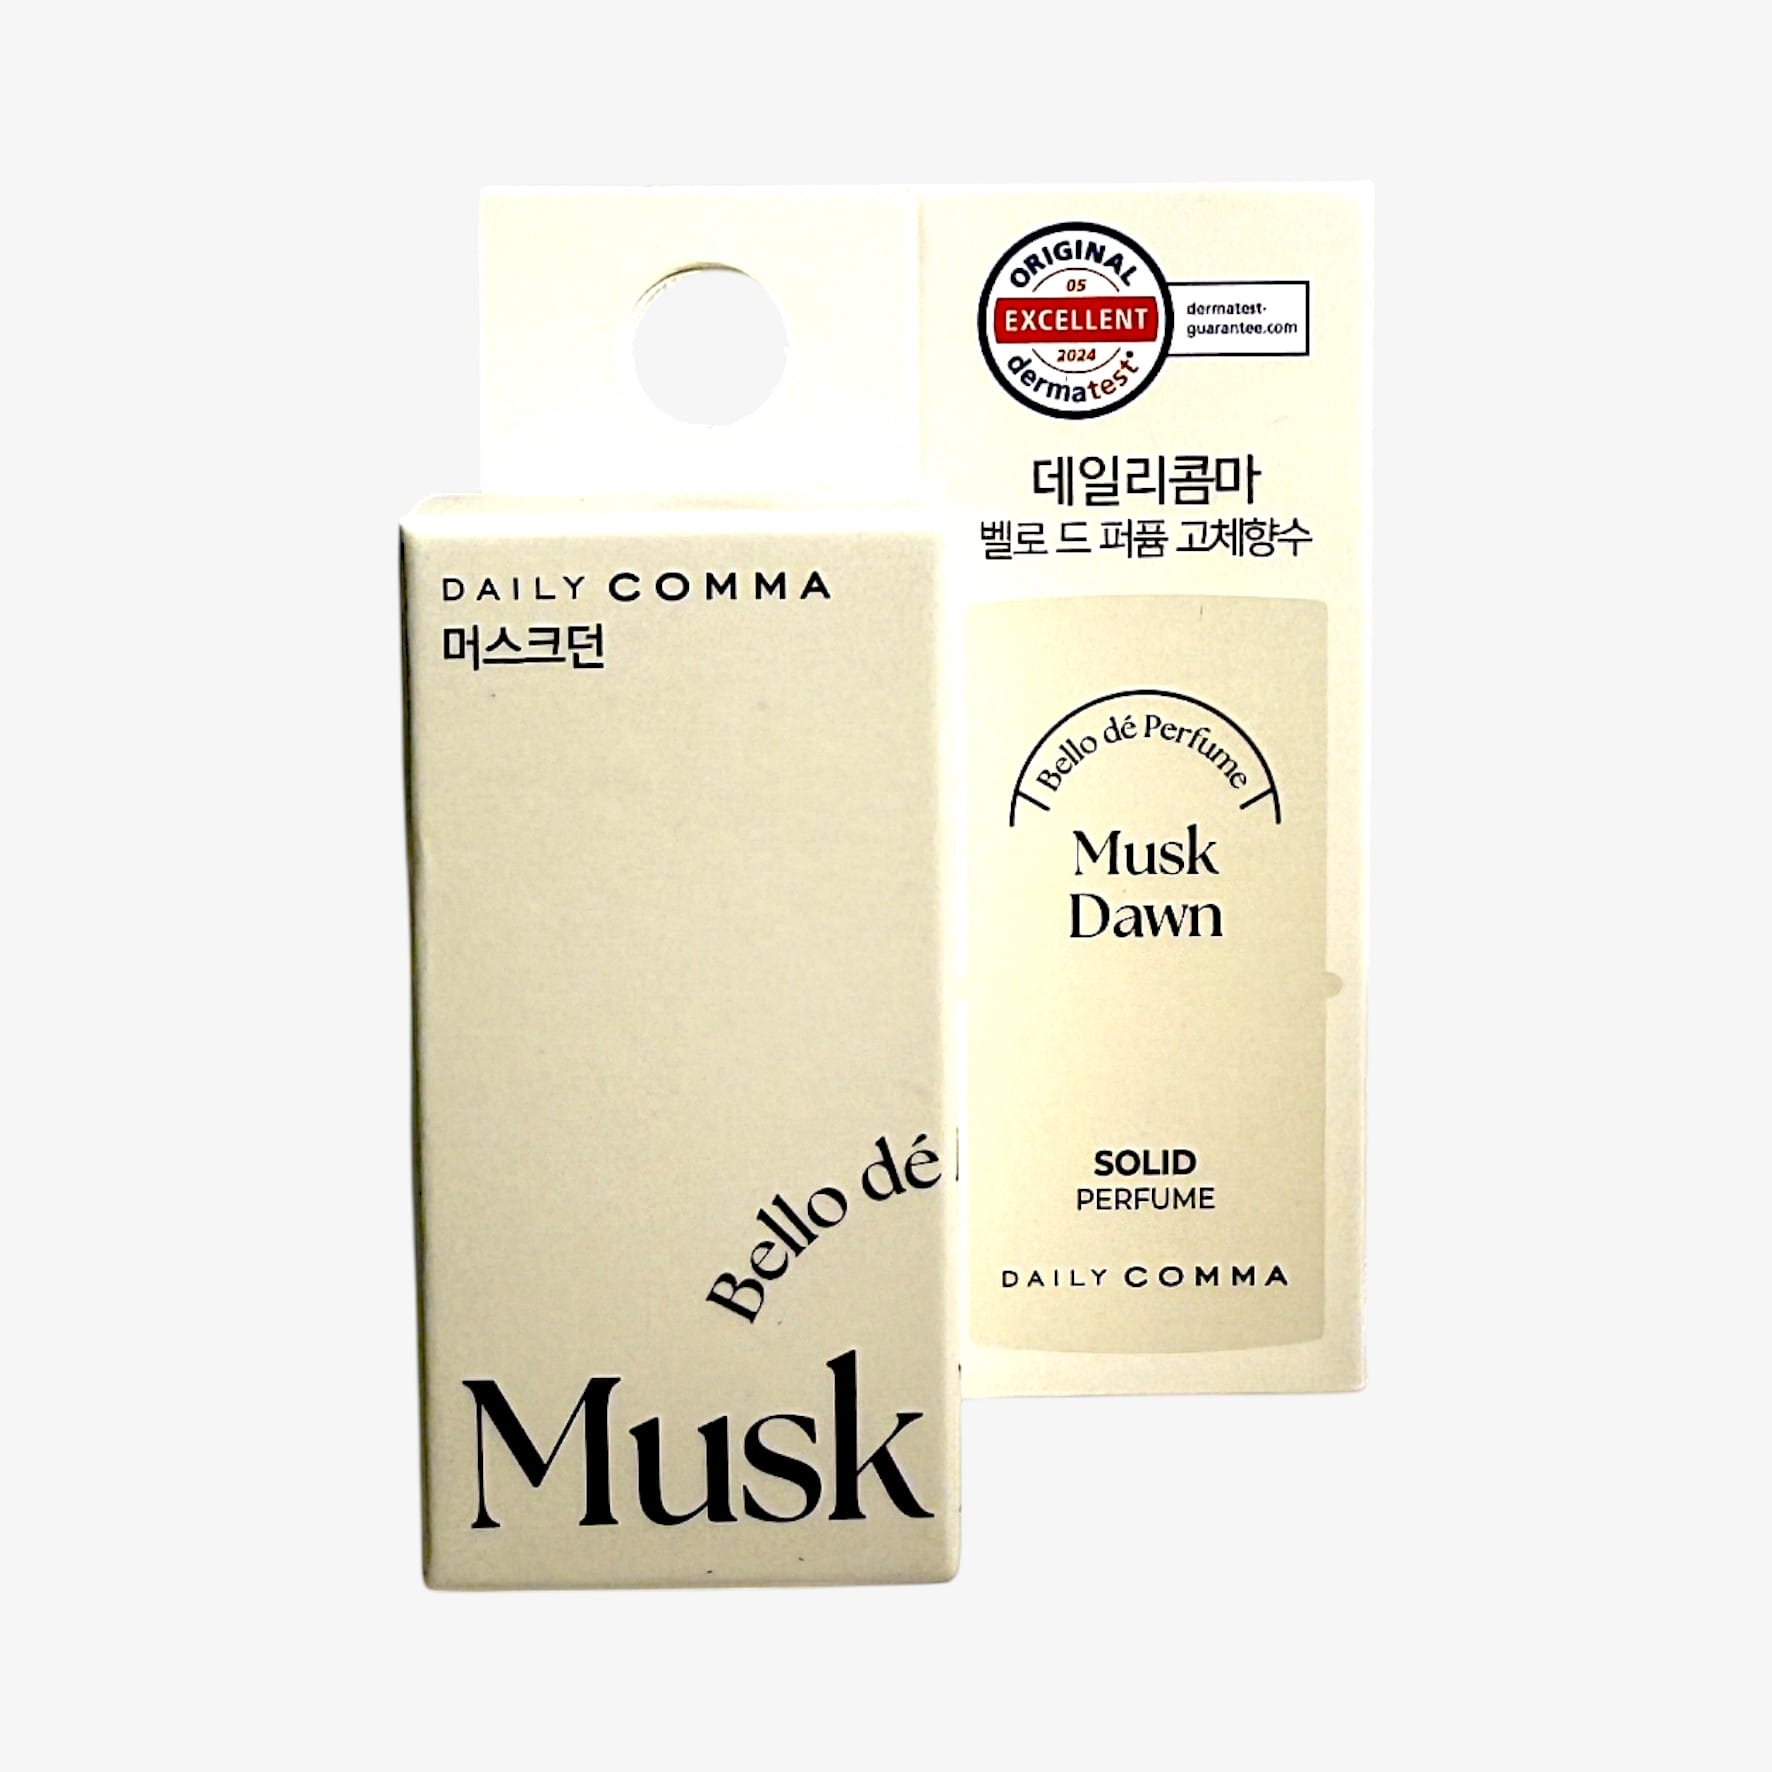 DAILY COMMA
머스크던
Bello dé
Musk
ORIGINAL
05
EXCELLENT
2024
dermatest
dermatest-
guarantee.com
데일리콤마
벨로 드 퍼퓸 고체향수
Bello dé Perfume
Musk
Dawn
SOLID
PERFUME
DAILY COMMA